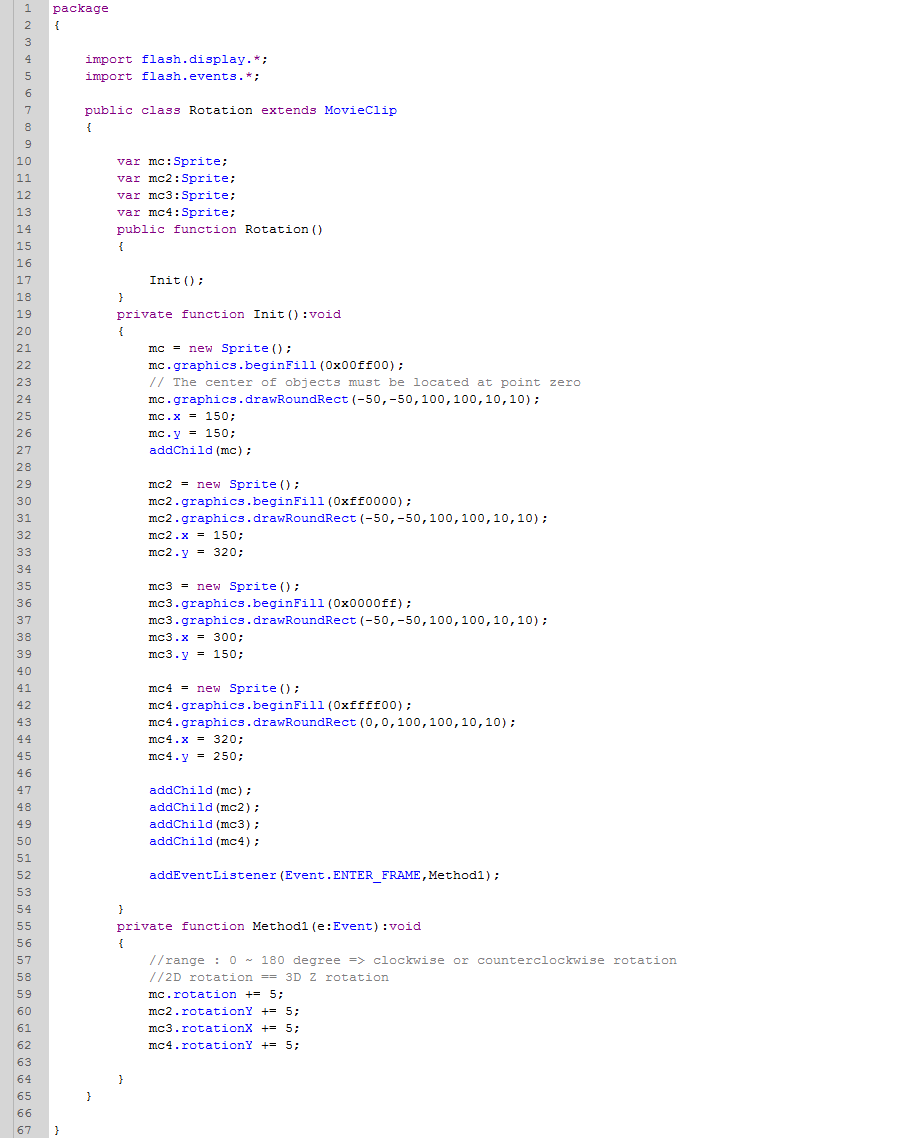 1 package
2 {
3
4     import flash.display.*;
5     import flash.events.*;
6
7     public class Rotation extends MovieClip
8     {
9
10         var mc:Sprite;
11         var mc2:Sprite;
12         var mc3:Sprite;
13         var mc4:Sprite;
14         public function Rotation()
15         {
16
17             Init();
18         }
19         private function Init():void
20         {
21             mc = new Sprite();
22             mc.graphics.beginFill(0x00ff00);
23             // The center of objects must be located at point zero
24             mc.graphics.drawRoundRect(-50,-50,100,100,10,10);
25             mc.x = 150;
26             mc.y = 150;
27             addChild(mc);
28
29             mc2 = new Sprite();
30             mc2.graphics.beginFill(0xff0000);
31             mc2.graphics.drawRoundRect(-50,-50,100,100,10,10);
32             mc2.x = 150;
33             mc2.y = 320;
34
35             mc3 = new Sprite();
36             mc3.graphics.beginFill(0x0000ff);
37             mc3.graphics.drawRoundRect(-50,-50,100,100,10,10);
38             mc3.x = 300;
39             mc3.y = 150;
40
41             mc4 = new Sprite();
42             mc4.graphics.beginFill(0xffff00);
43             mc4.graphics.drawRoundRect(0,0,100,100,10,10);
44             mc4.x = 320;
45             mc4.y = 250;
46
47             addChild(mc);
48             addChild(mc2);
49             addChild(mc3);
50             addChild(mc4);
51
52             addEventListener(Event.ENTER_FRAME,Method1);
53
54         }
55         private function Method1(e:Event):void
56         {
57             //range : 0 ~ 180 degree => clockwise or counterclockwise rotation
58             //2D rotation == 3D Z rotation
59             mc.rotation += 5;
60             mc2.rotationY += 5;
61             mc3.rotationX += 5;
62             mc4.rotationY += 5;
63
64         }
65     }
66
67 }